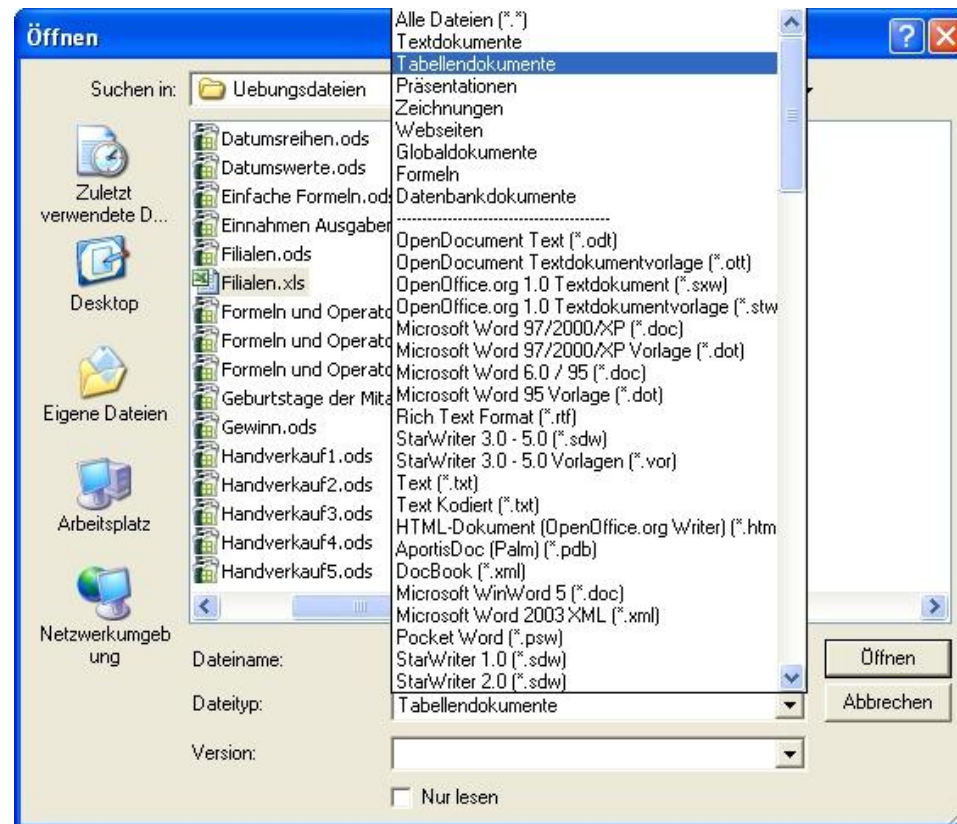 Öffnen
Suchen in:
Uebungsdateien
Zuletzt
verwendete D...
Desktop
Eigene Dateien
Arbeitsplatz
Netzwerkumgeb
ung
Datumsreihen.ods
Datumswerte.ods
Einfache Formeln.ods
Einnahmen Ausgaben
Filialen.ods
Filialen.xls
Formeln und Operato
Formeln und Operato
Formeln und Operato
Geburtstage der Mita
Gewinn.ods
Handverkauf1.ods
Handverkauf2.ods
Handverkauf3.ods
Handverkauf4.ods
Handverkauf5.ods
Alle Dateien (*.*)
Textdokumente
Tabellendokumente
Präsentationen
Zeichnungen
Webseiten
Globaldokumente
Formeln
Datenbankdokumente
------------------------------------------
OpenDocument Text (*.odt)
OpenDocument Textdokumentvorlage (*.ott)
OpenOffice.org 1.0 Textdokument (*.sxw)
OpenOffice.org 1.0 Textdokumentvorlage (*.stw
Microsoft Word 97/2000/XP (*.doc)
Microsoft Word 97/2000/XP Vorlage (*.dot)
Microsoft Word 6.0 / 95 (*.doc)
Microsoft Word 95 Vorlage (*.dot)
Rich Text Format (*.rtf)
StarWriter 3.0 - 5.0 (*.sdw)
StarWriter 3.0 - 5.0 Vorlagen (*.vor)
Text (*.txt)
Text Kodiert (*.txt)
HTML-Dokument (OpenOffice.org Writer) (*.htm
AportisDoc (Palm) (*.pdb)
DocBook (*.xml)
Microsoft WinWord 5 (*.doc)
Microsoft Word 2003 XML (*.xml)
Pocket Word (*.psw)
StarWriter 1.0 (*.sdw)
StarWriter 2.0 (*.sdw)
Dateiname:
Öffnen
Dateityp:
Tabellendokumente
Abbrechen
Version:
Nur lesen